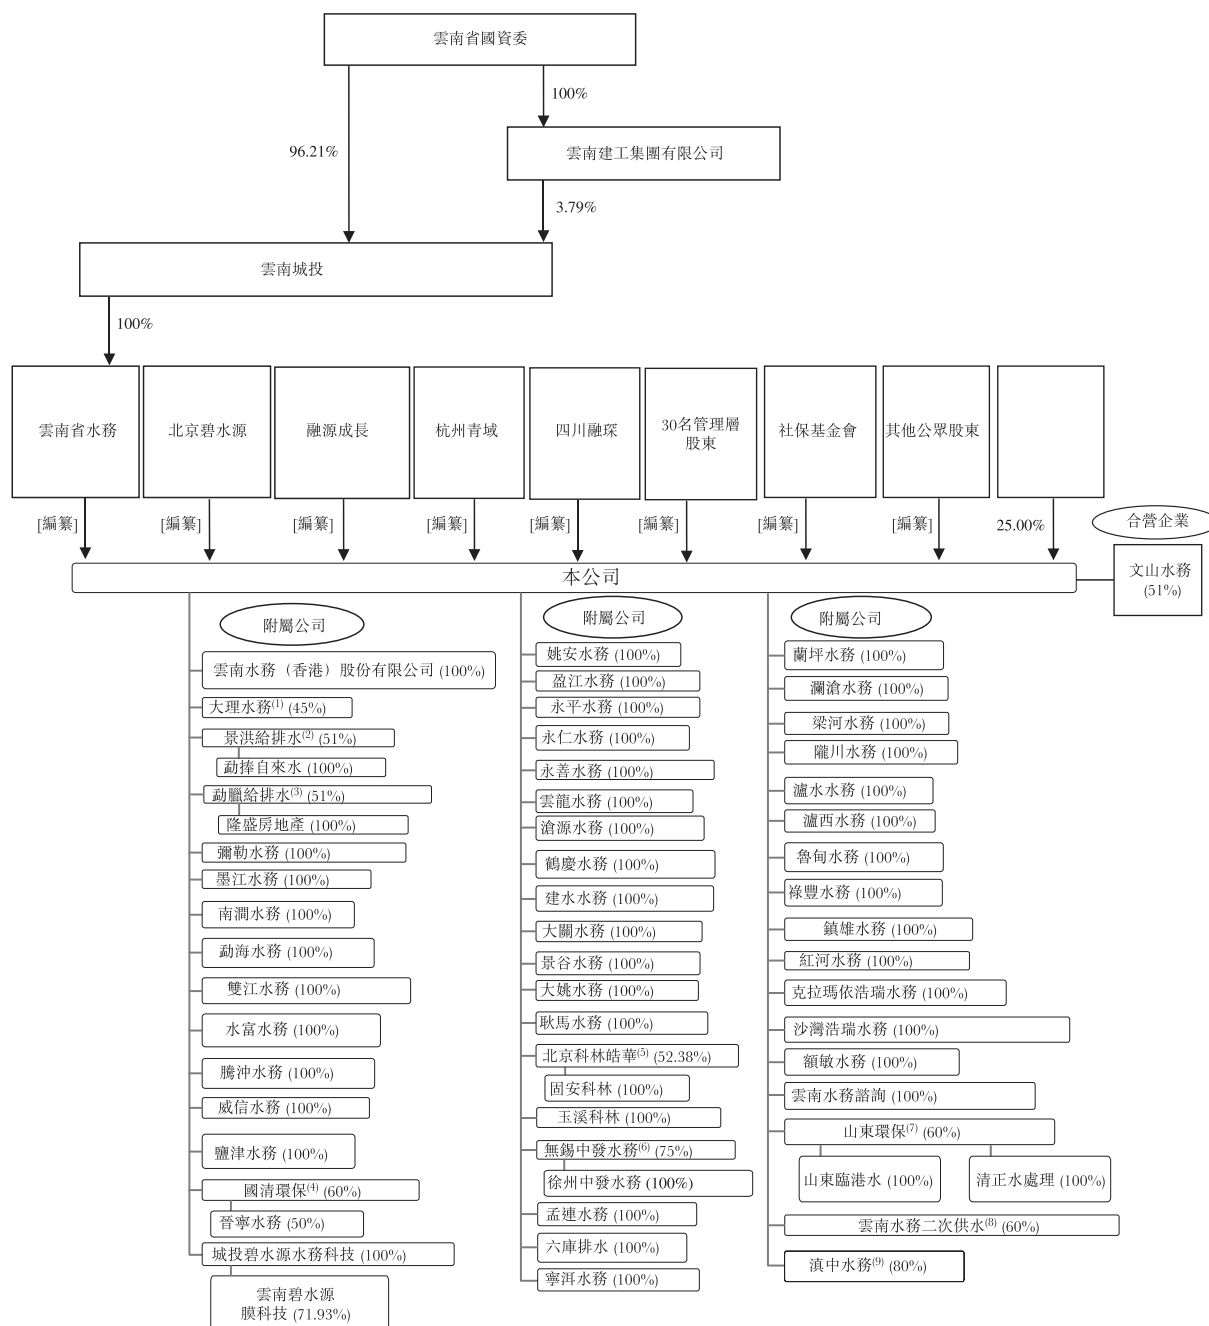 雲南省國資委
100%
雲南建工集團有限公司
96.21%
3.79%
雲南城投
100%
雲南省水務
北京碧水源
融源成長
杭州青域
四川融琛
30名管理層
股東
社保基金會
其他公眾股東
[編纂]
[編纂]
[編纂]
[編纂]
[編纂]
[編纂]
[編纂]
[編纂]
25.00%
合營企業
本公司
文山水務
(51%)
附屬公司
雲南水務（香港）股份有限公司 (100%)
大理水務(1) (45%)
景洪給排水(2) (51%)
勐捧自來水 (100%)
勐臘給排水(3) (51%)
隆盛房地產 (100%)
彌勒水務 (100%)
墨江水務 (100%)
南澗水務 (100%)
勐海水務 (100%)
雙江水務 (100%)
水富水務 (100%)
騰沖水務 (100%)
威信水務 (100%)
鹽津水務 (100%)
國清環保(4) (60%)
晉寧水務 (50%)
城投碧水源水務科技 (100%)
雲南碧水源
膜科技 (71.93%)
附屬公司
姚安水務 (100%)
盈江水務 (100%)
永平水務 (100%)
永仁水務 (100%)
永善水務 (100%)
雲龍水務 (100%)
滄源水務 (100%)
鶴慶水務 (100%)
建水水務 (100%)
大關水務 (100%)
景谷水務 (100%)
大姚水務 (100%)
耿馬水務 (100%)
北京科林皓華(5) (52.38%)
固安科林 (100%)
玉溪科林 (100%)
無錫中發水務(6) (75%)
徐州中發水務 (100%)
孟連水務 (100%)
六庫排水 (100%)
寧洱水務 (100%)
附屬公司
蘭坪水務 (100%)
瀾滄水務 (100%)
梁河水務 (100%)
隴川水務 (100%)
瀘水水務 (100%)
瀘西水務 (100%)
魯甸水務 (100%)
祿豐水務 (100%)
鎮雄水務 (100%)
紅河水務 (100%)
克拉瑪依浩瑞水務 (100%)
沙灣浩瑞水務 (100%)
額敏水務 (100%)
雲南水務諮詢 (100%)
山東環保(7) (60%)
山東臨港水 (100%)
清正水處理 (100%)
雲南水務二次供水(8) (60%)
滇中水務(9) (80%)